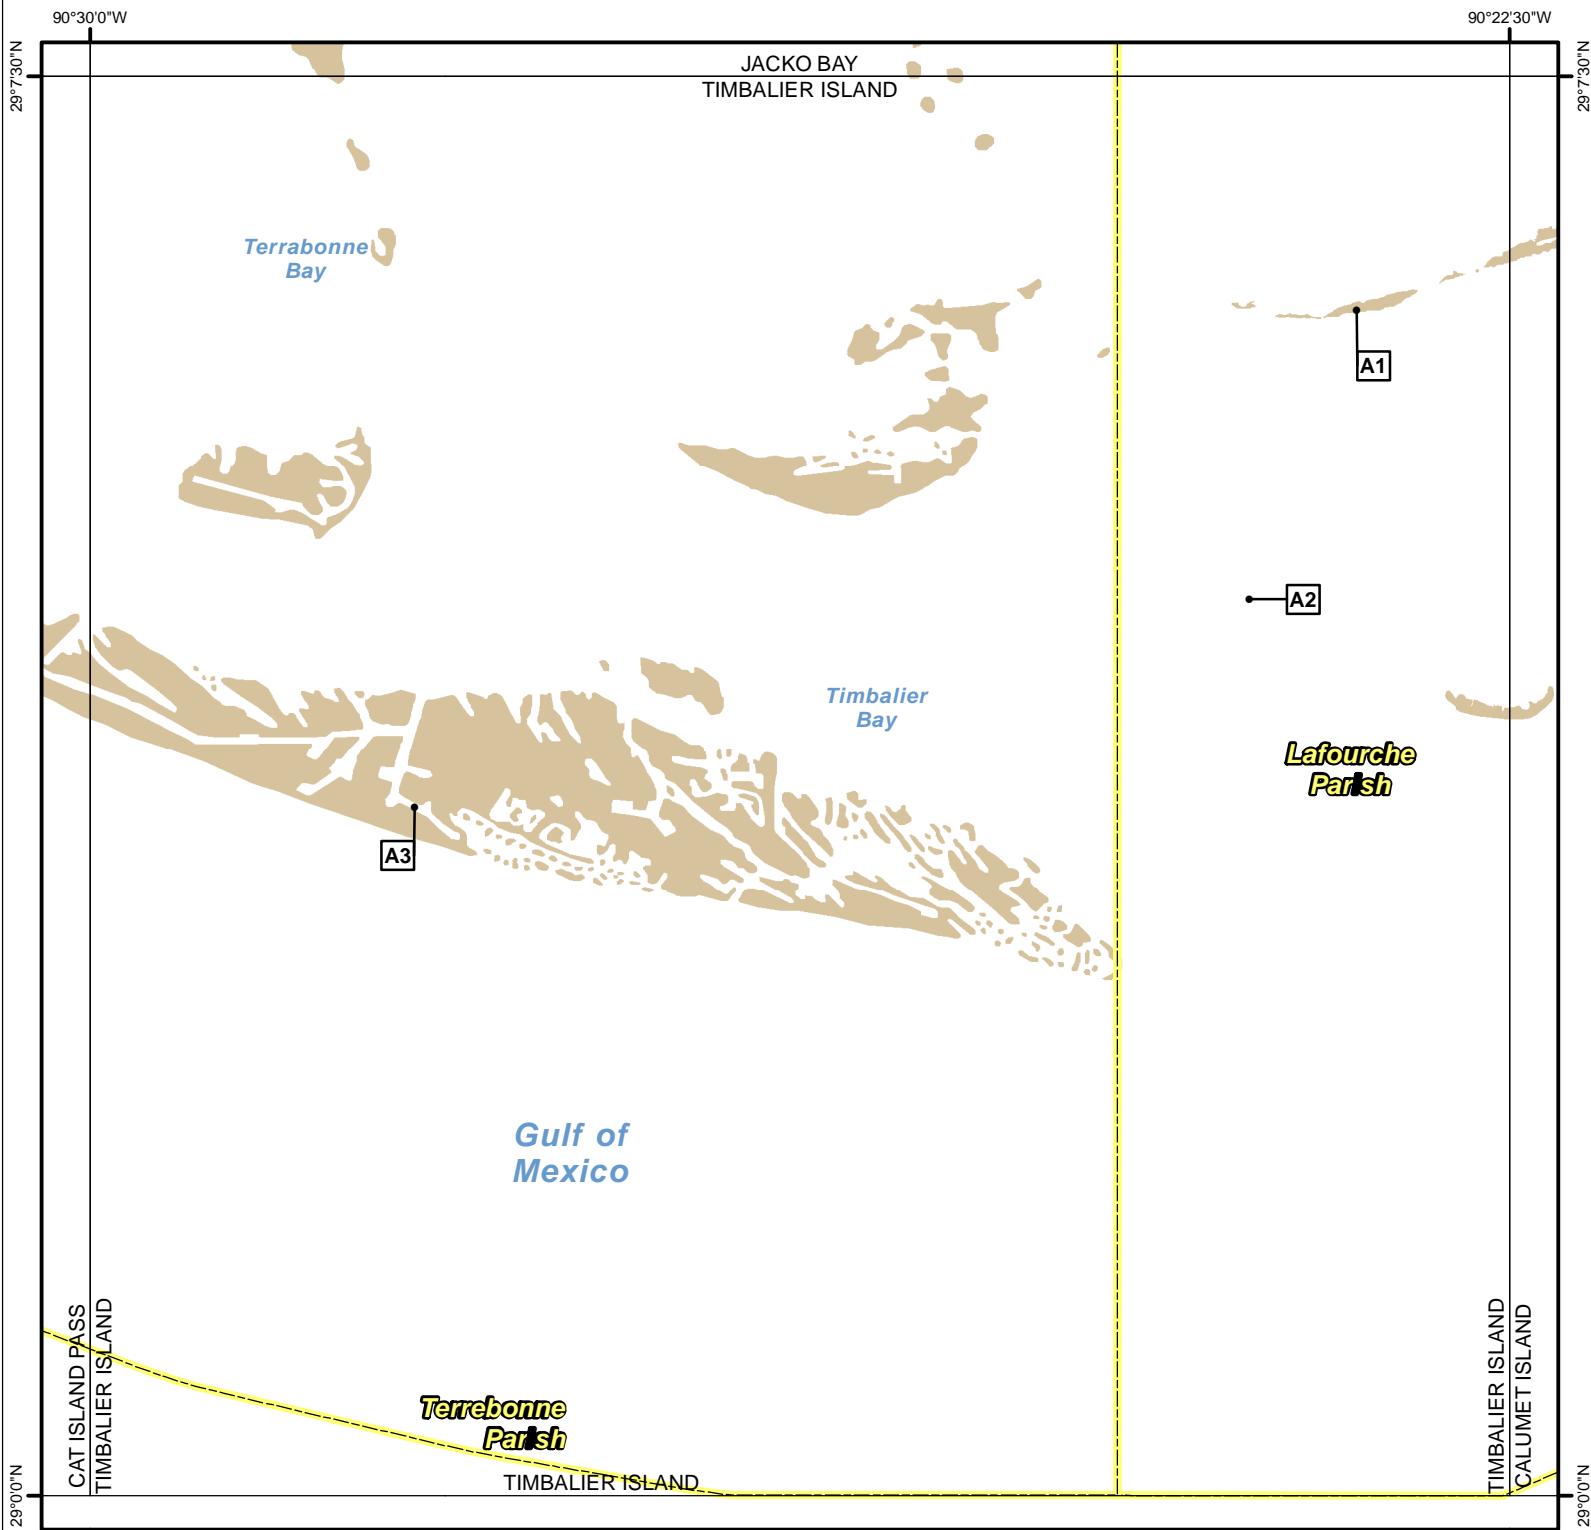 90°30'0"W
90°22'30"W
29°7'30"N
29°7'30"N
JACKO BAY
TIMBALIER ISLAND
Terrabonne
Bay
A1
A2
Timbalier
Bay
Lafourche
Parish
A3
Gulf of
Mexico
CAT ISLAND PASS
TIMBALIER ISLAND
TIMBALIER ISLAND
CALUMET ISLAND
Terrebonne
Parish
TIMBALIER ISLAND
29°0'0"N
29°0'0"N